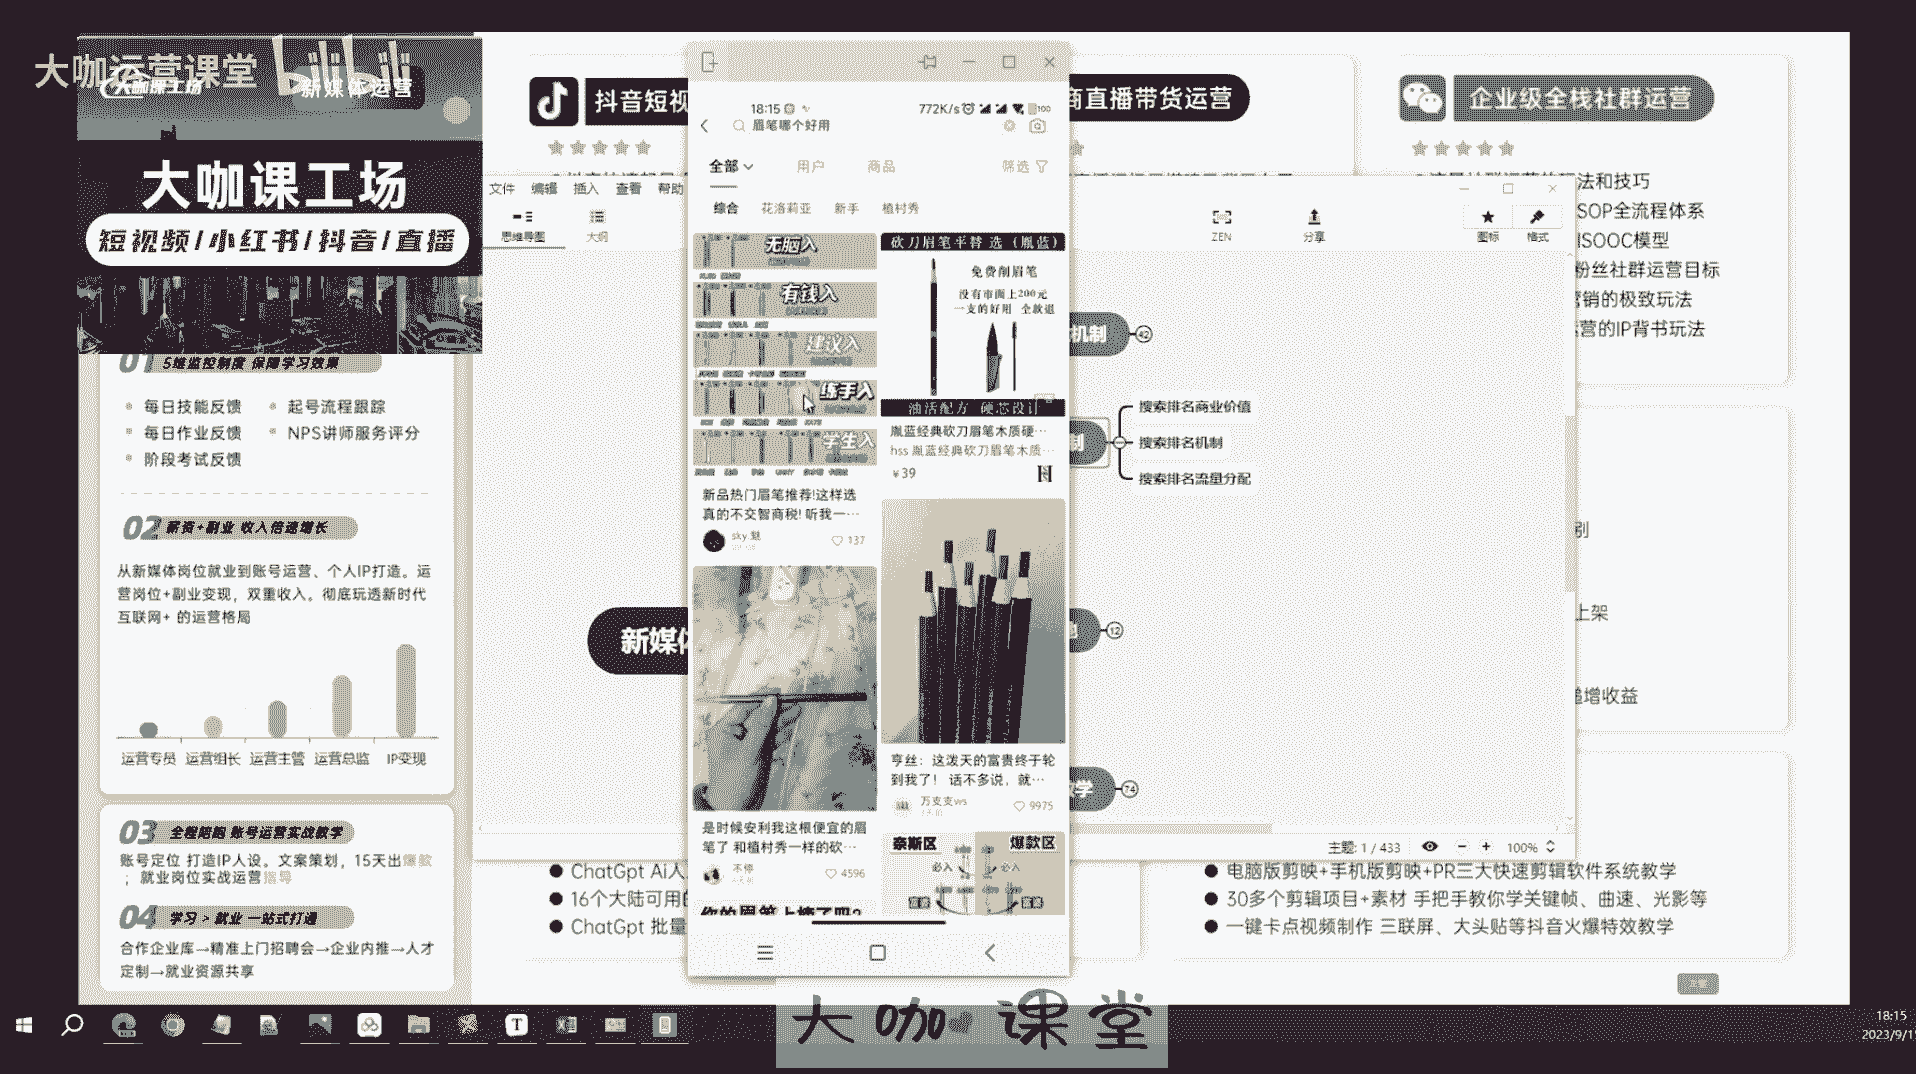 大咖运营课堂
bilibili
大咖课工场
新媒体运营
大咖课工场
短视频/小红书/抖音/直播
01 5维监控制度 保障学习效果
每日技能反馈
起号流程跟踪
每日作业反馈
NPS讲师服务评分
阶段考试反馈
02 薪资+副业 收入倍速增长
从新媒体岗位就业到账号运营、个人IP打造。运
营岗位+副业变现，双重收入。彻底玩透新时代
互联网+ 的运营格局
运营专员 运营组长 运营主管 运营总监 IP变现
03 全程陪跑 账号运营实战教学
账号定位 打造IP人设。文案策划，15天出爆款
；就业岗位实战运营指导
04 学习 > 就业 一站式打通
合作企业库→精准上门招聘会→企业内推→人才
定制→就业资源共享
抖音短视
商直播带货运营
企业级全栈社群运营
文件 编辑 插入 查看 帮助
思维导图 大纲
ZEN 分享 图标 格式
18:15
772K/s
100
眉笔哪个好用
全部 用户 商品 筛选
综合 花洛莉亚 新手 植村秀
无脑入
有钱入
建议入
练手入
学生入
新品热门眉笔推荐!这样选
真的不交智商税! 听我一…
sky.魅
137
砍刀眉笔平替 选（胤蓝）
免费削眉笔
没有市面上200元
一支的好用 全款退
油活配方 硬芯设计
胤蓝经典砍刀眉笔木质硬…
hss 胤蓝经典砍刀眉笔木质…
¥39
是时候安利我这根便宜的眉
笔了 和植村秀一样的砍…
不停
4596
你的眉笔上榜了吗?
亨丝：这泼天的富贵终于轮
到我了！ 话不多说，就…
万支支ws
9975
奈斯区
爆款区
必入
必入
机制
42
制
搜索排名商业价值
搜索排名机制
搜索排名流量分配
新媒体
12
学
74
主题: 1 / 433
100%
法和技巧
SOP全流程体系
ISOOC模型
粉丝社群运营目标
营销的极致玩法
运营的IP背书玩法
别
上架
递增收益
ChatGpt Ai人
16个大陆可用的
ChatGpt 批量
电脑版剪映+手机版剪映+PR三大快速剪辑软件系统教学
30多个剪辑项目+素材 手把手教你学关键帧、曲速、光影等
一键卡点视频制作 三联屏、大头贴等抖音火爆特效教学
大咖课堂
18:15
2023/9/1